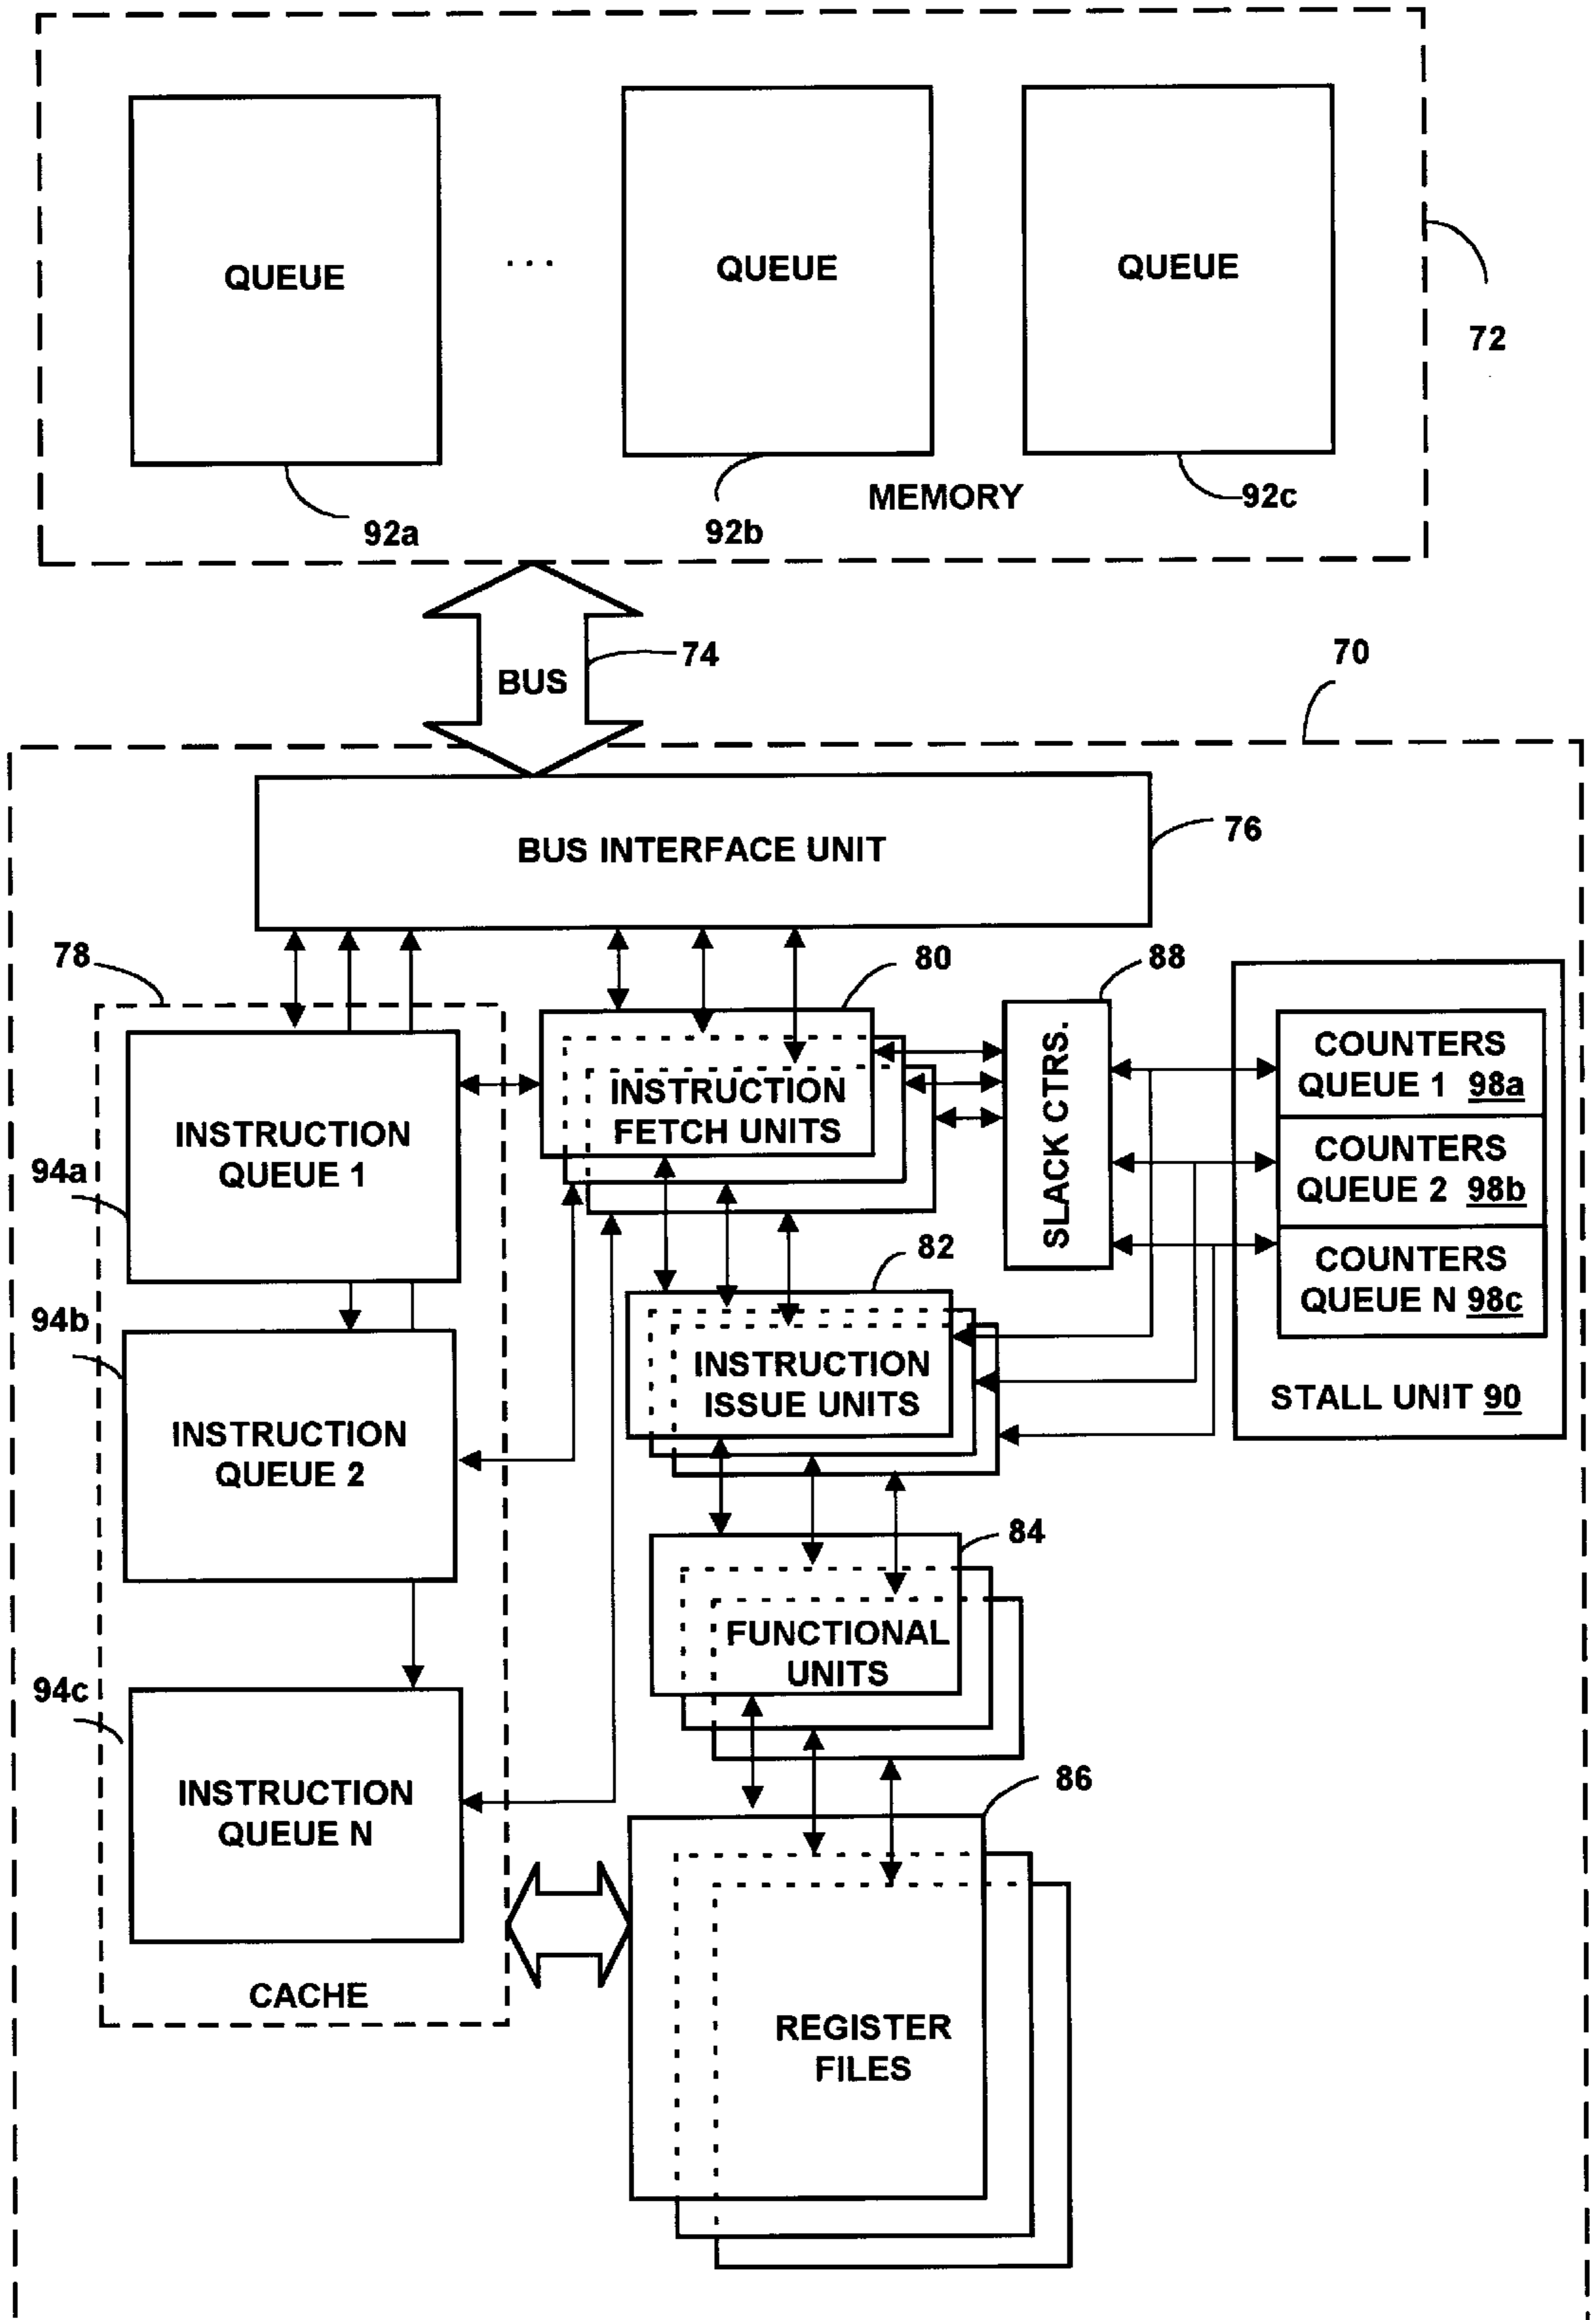 QUEUE
...
QUEUE
QUEUE
72
92a
92b
MEMORY
92c
BUS
74
70
BUS INTERFACE UNIT
76
78
80
88
INSTRUCTION
FETCH UNITS
SLACK CTRS.
COUNTERS
QUEUE 1 98a
COUNTERS
QUEUE 2 98b
COUNTERS
QUEUE N 98c
STALL UNIT 90
94a
INSTRUCTION
QUEUE 1
82
INSTRUCTION
ISSUE UNITS
94b
INSTRUCTION
QUEUE 2
84
FUNCTIONAL
UNITS
94c
INSTRUCTION
QUEUE N
86
CACHE
REGISTER
FILES